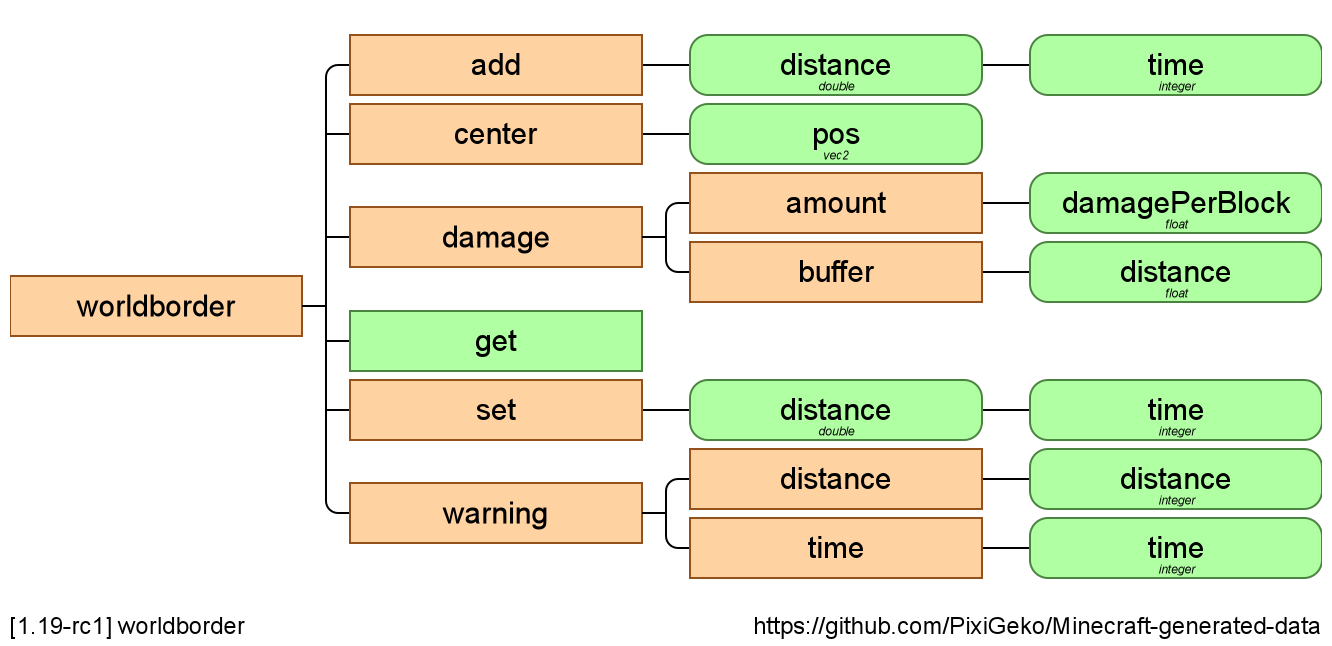 add
distance
double
time
integer
center
pos
vec2
damage
amount
damagePerBlock
float
buffer
distance
float
worldborder
get
set
distance
double
time
integer
warning
distance
distance
integer
time
time
integer
[1.19-rc1] worldborder
https://github.com/PixiGeko/Minecraft-generated-data